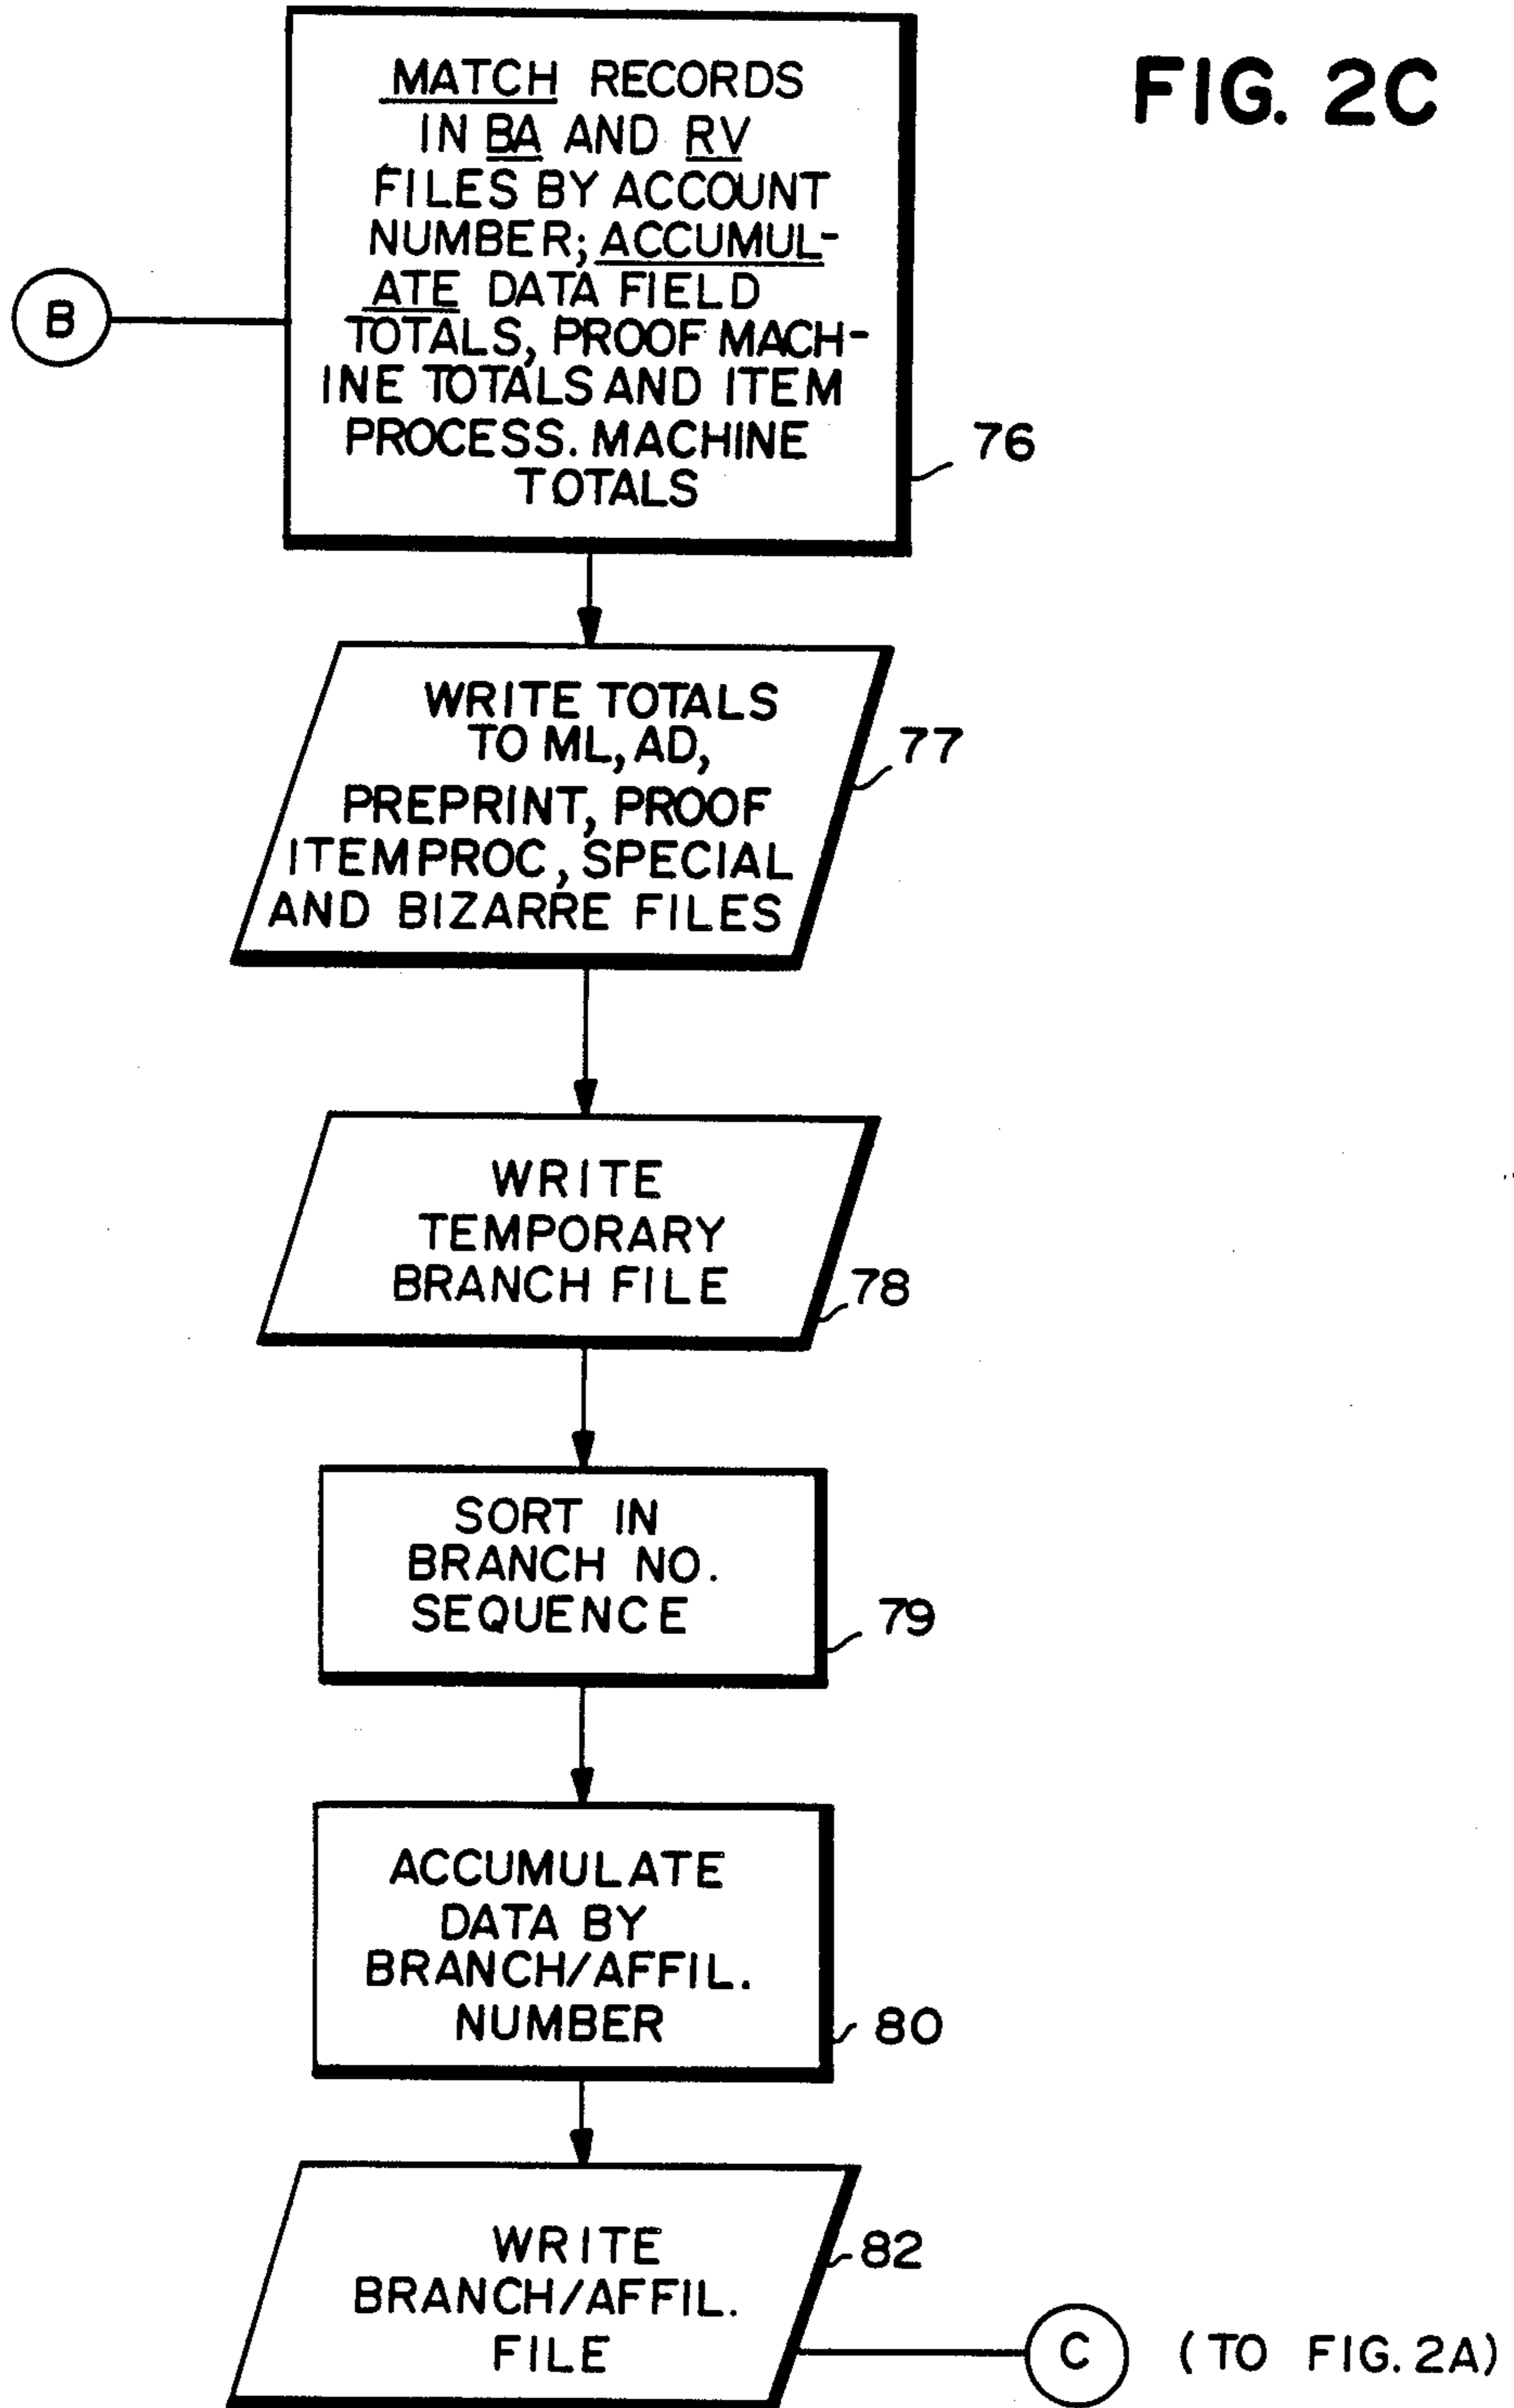 FIG. 2C
MATCH RECORDS
IN BA AND RV
FILES BY ACCOUNT
NUMBER; ACCUMUL-
ATE DATA FIELD
TOTALS, PROOF MACH-
INE TOTALS AND ITEM
PROCESS. MACHINE
TOTALS
76
B
WRITE TOTALS
TO ML, AD,
PREPRINT, PROOF
ITEMPROC, SPECIAL
AND BIZARRE FILES
77
WRITE
TEMPORARY
BRANCH FILE
78
SORT IN
BRANCH NO.
SEQUENCE
79
ACCUMULATE
DATA BY
BRANCH/AFFIL.
NUMBER
80
WRITE
BRANCH/AFFIL.
FILE
82
C (TO FIG. 2A)